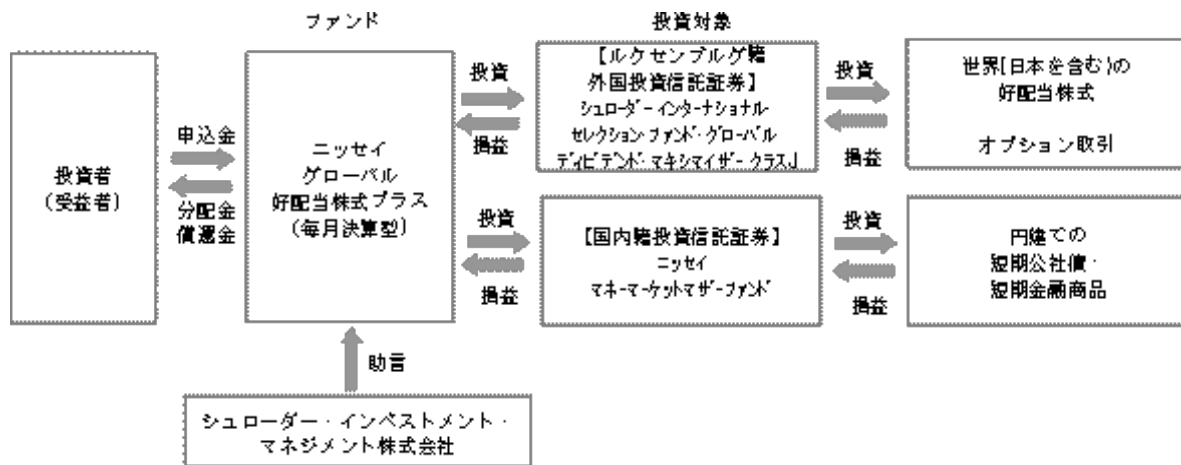 ファンド
投資対象
投資者
(受益者)
申込金
分配金
償還金
ニッセイ
グローバル
好配当株式プラス
(毎月決算型)
投資
損益
【ルクセンブルグ籍
外国投資信託証券】
シュローダー・インターナショナル
セレクション・ファンド・グローバル
ディビデンド・マキシマイザー クラスJ
投資
損益
世界(日本を含む)の
好配当株式
オプション取引
投資
損益
【国内籍投資信託証券】
ニッセイ
マネーマーケットマザーファンド
投資
損益
円建ての
短期公社債・
短期金融商品
助言
シュローダー・インベストメント・
マネジメント株式会社